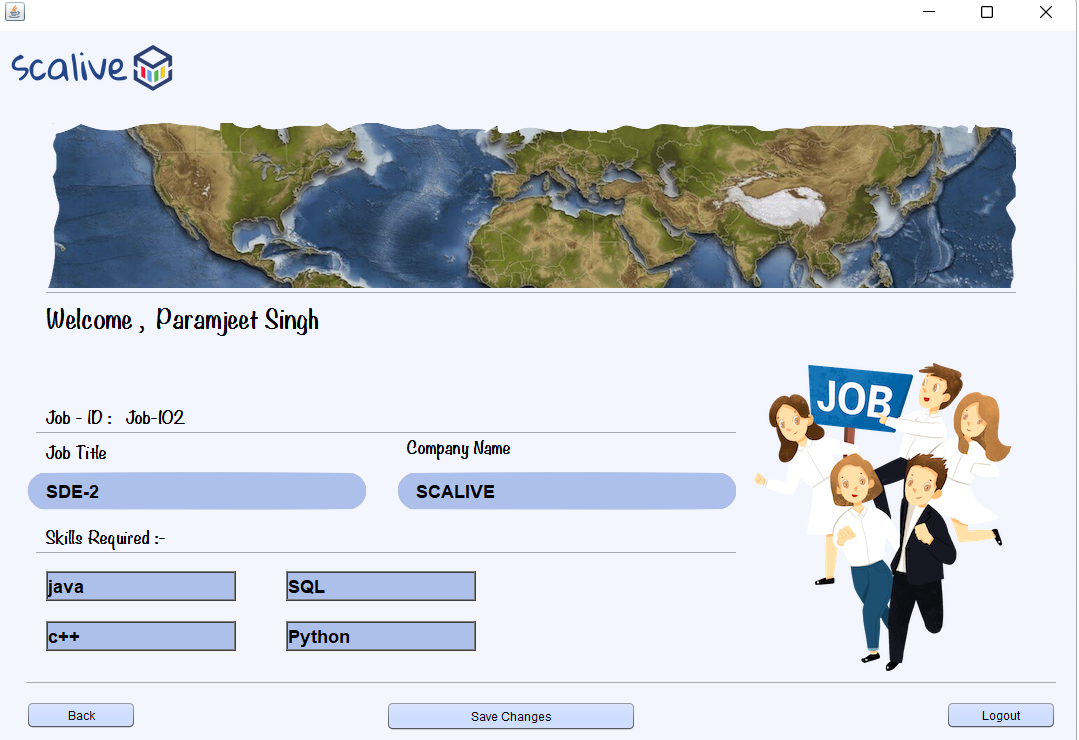 scalive
Welcome , Paramjeet Singh
JOB
Job - ID : Job-102
Job Title
Company Name
SDE-2
SCALIVE
Skills Required :-
java
SQL
c++
Python
Back
Save Changes
Logout